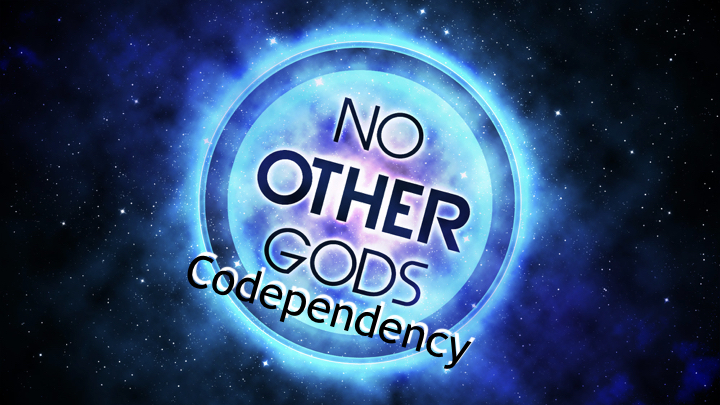 NO
OTHER
GODS
Codependency